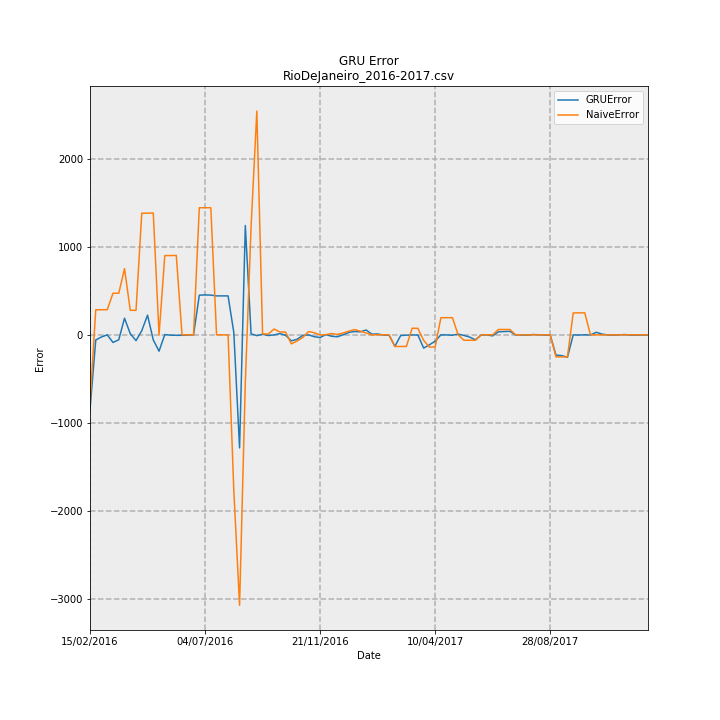 GRU Error
RioDeJaneiro_2016-2017.csv
GRUError
NaiveError
2000
1000
0
−1000
−2000
−3000
Error
15/02/2016 04/07/2016 21/11/2016 10/04/2017 28/08/2017
Date